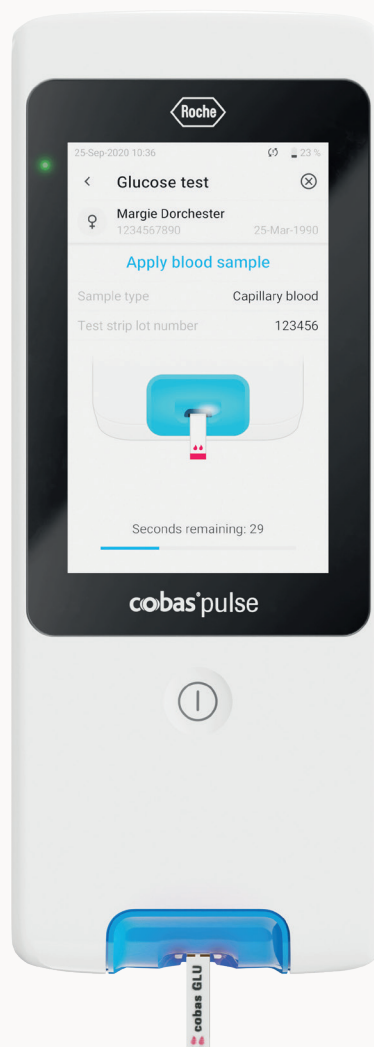 Roche
25-Sep-2020 10:36 23 %
Glucose test
Margie Dorchester
1234567890 25-Mar-1990
Apply blood sample
Sample type Capillary blood
Test strip lot number 123456
Seconds remaining: 29
cobas pulse
cobas GLU